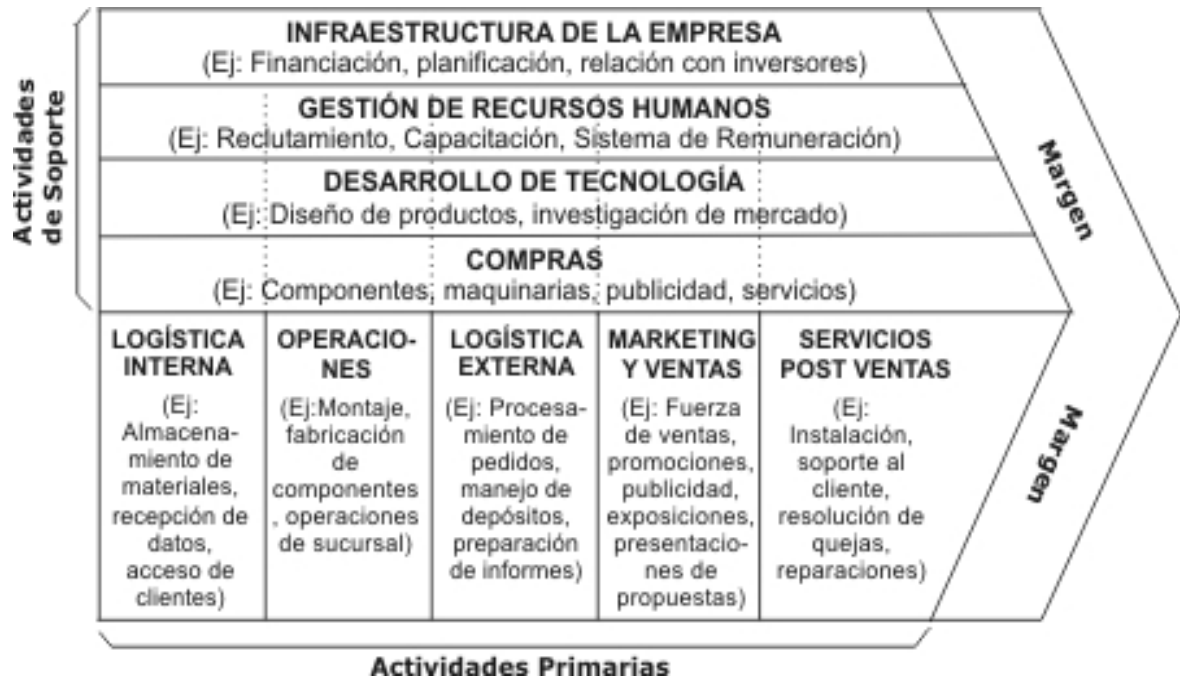 Actividades
de Soporte
INFRAESTRUCTURA DE LA EMPRESA
(Ej: Financiación, planificación, relación con inversores)
GESTIÓN DE RECURSOS HUMANOS
(Ej: Reclutamiento, Capacitación, Sistema de Remuneración)
DESARROLLO DE TECNOLOGÍA
(Ej: Diseño de productos, investigación de mercado)
COMPRAS
(Ej: Componentes, maquinarias, publicidad, servicios)
Margen
LOGÍSTICA
INTERNA
(Ej:
Almacena-
miento de
materiales,
recepción de
datos,
acceso de
clientes)
OPERACIO-
NES
(Ej:Montaje,
fabricación
de
componentes
, operaciones
de sucursal)
LOGÍSTICA
EXTERNA
(Ej: Procesa-
miento de
pedidos,
manejo de
depósitos,
preparación
de informes)
MARKETING
Y VENTAS
(Ej: Fuerza
de ventas,
promociones,
publicidad,
exposiciones,
presentacio-
nes de
propuestas)
SERVICIOS
POST VENTAS
(Ej:
Instalación,
soporte al
cliente,
resolución de
quejas,
reparaciones)
Margen
Actividades Primarias